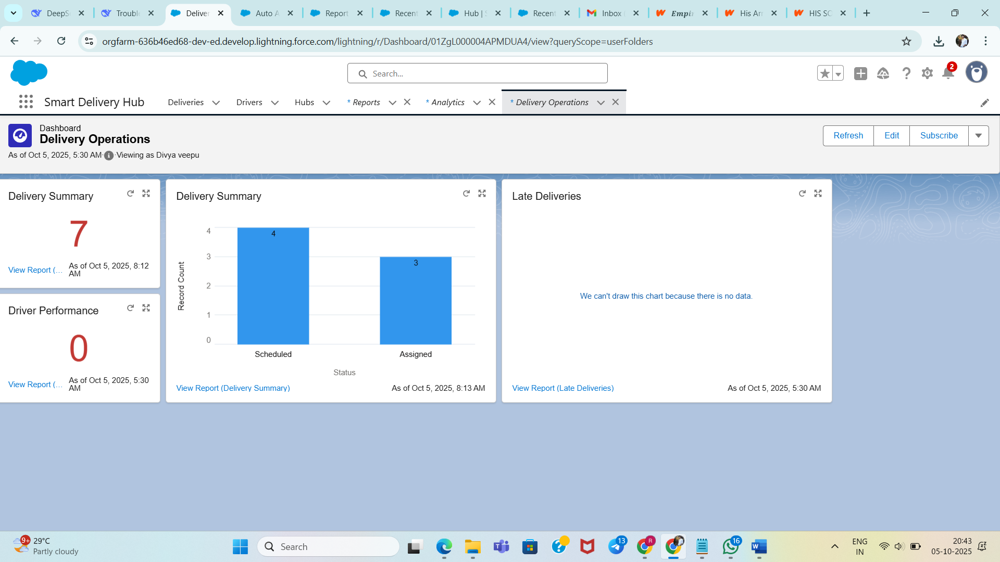 DeepS
Trouble
Deliver
Auto A
Report
Recent
Hub | S
Recent
Inbox
Empir
His Arr
HIS SC
orgfarm-636b46ed68-dev-ed.develop.lightning.force.com/lightning/r/Dashboard/01ZgL000004APMDUA4/view?queryScope=userFolders
Search...
2
Smart Delivery Hub
Deliveries
Drivers
Hubs
* Reports
* Analytics
* Delivery Operations
Dashboard
Delivery Operations
As of Oct 5, 2025, 5:30 AM·Viewing as Divya veepu
Refresh
Edit
Subscribe
Delivery Summary
7
View Report (...
As of Oct 5, 2025, 8:12
AM
Driver Performance
0
View Report (...
As of Oct 5, 2025, 5:30
AM
Delivery Summary
Record Count
4
3
2
1
0
4
3
Scheduled
Assigned
Status
View Report (Delivery Summary)
As of Oct 5, 2025, 8:13 AM
Late Deliveries
We can't draw this chart because there is no data.
View Report (Late Deliveries)
As of Oct 5, 2025, 5:30 AM
9+
29°C
Partly cloudy
Search
13
R
16
ENG
IN
20:43
05-10-2025